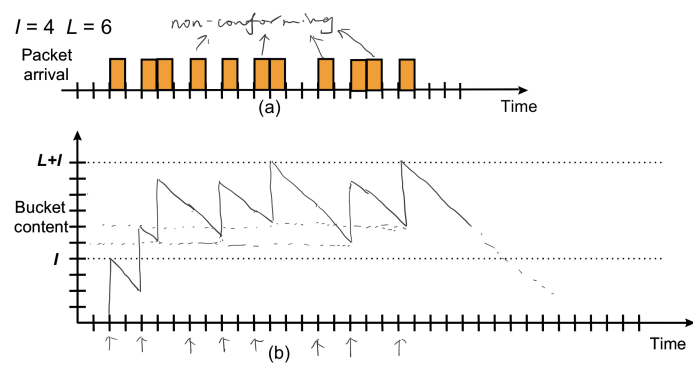 non-conforming
I = 4 L = 6
Packet
arrival
(a)
Time
L+I
Bucket
content
I
Time
(b)